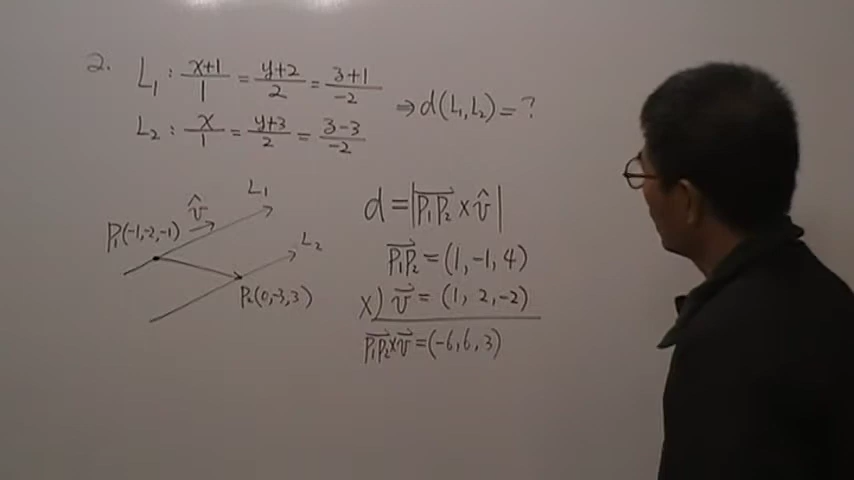 2. L₁ : x+1/1 = y+2/2 = 3+1/-2
⇒ d(L₁,L₂) = ?
L₂ : x/1 = y+3/2 = 3-3/-2
L₁
v̂
P₁(-1,-2,-1)
L₂
P₂(0,-3,3)
d = |P₁P₂ × v̂|
P₁P₂ = (1,-1,4)
×) v = (1, 2,-2)
P₁P₂×v = (-6,6,3)